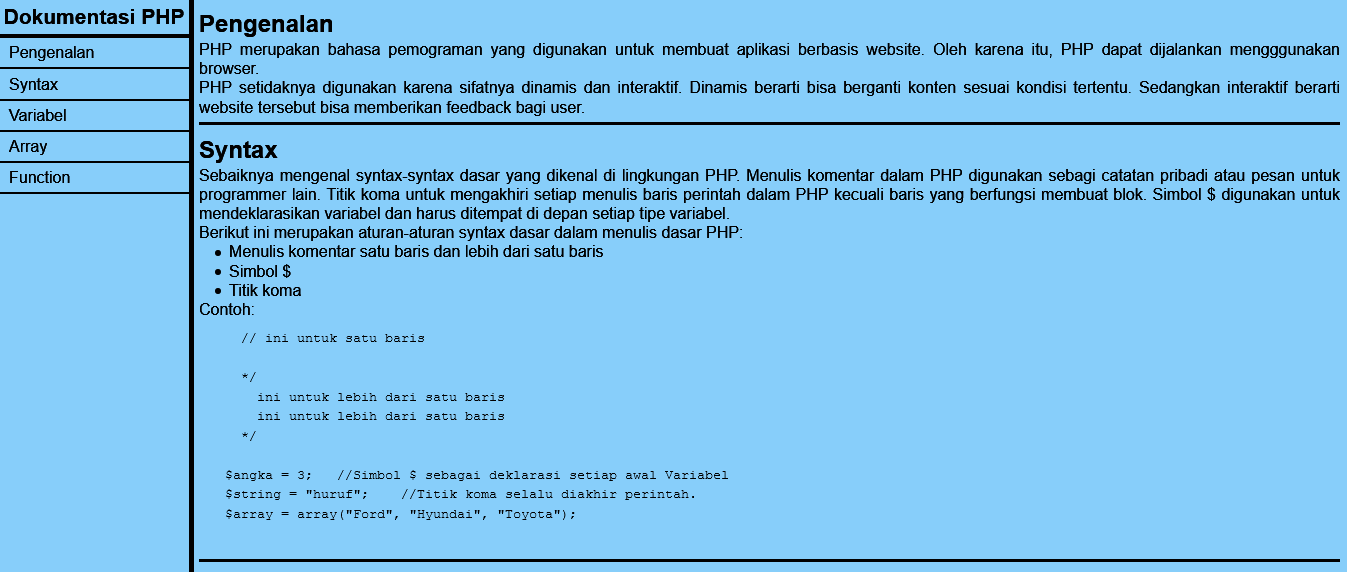 Dokumentasi PHP
Pengenalan
Syntax
Variabel
Array
Function
Pengenalan
PHP merupakan bahasa pemograman yang digunakan untuk membuat aplikasi berbasis website. Oleh karena itu, PHP dapat dijalankan mengggunakan
browser.
PHP setidaknya digunakan karena sifatnya dinamis dan interaktif. Dinamis berarti bisa berganti konten sesuai kondisi tertentu. Sedangkan interaktif berarti
website tersebut bisa memberikan feedback bagi user.
Syntax
Sebaiknya mengenal syntax-syntax dasar yang dikenal di lingkungan PHP. Menulis komentar dalam PHP digunakan sebagi catatan pribadi atau pesan untuk
programmer lain. Titik koma untuk mengakhiri setiap menulis baris perintah dalam PHP kecuali baris yang berfungsi membuat blok. Simbol $ digunakan untuk
mendeklarasikan variabel dan harus ditempat di depan setiap tipe variabel.
Berikut ini merupakan aturan-aturan syntax dasar dalam menulis dasar PHP:
• Menulis komentar satu baris dan lebih dari satu baris
• Simbol $
• Titik koma
Contoh:
// ini untuk satu baris
*/
ini untuk lebih dari satu baris
ini untuk lebih dari satu baris
*/
$angka = 3; //Simbol $ sebagai deklarasi setiap awal Variabel
$string = "huruf"; //Titik koma selalu diakhir perintah.
$array = array("Ford", "Hyundai", "Toyota");